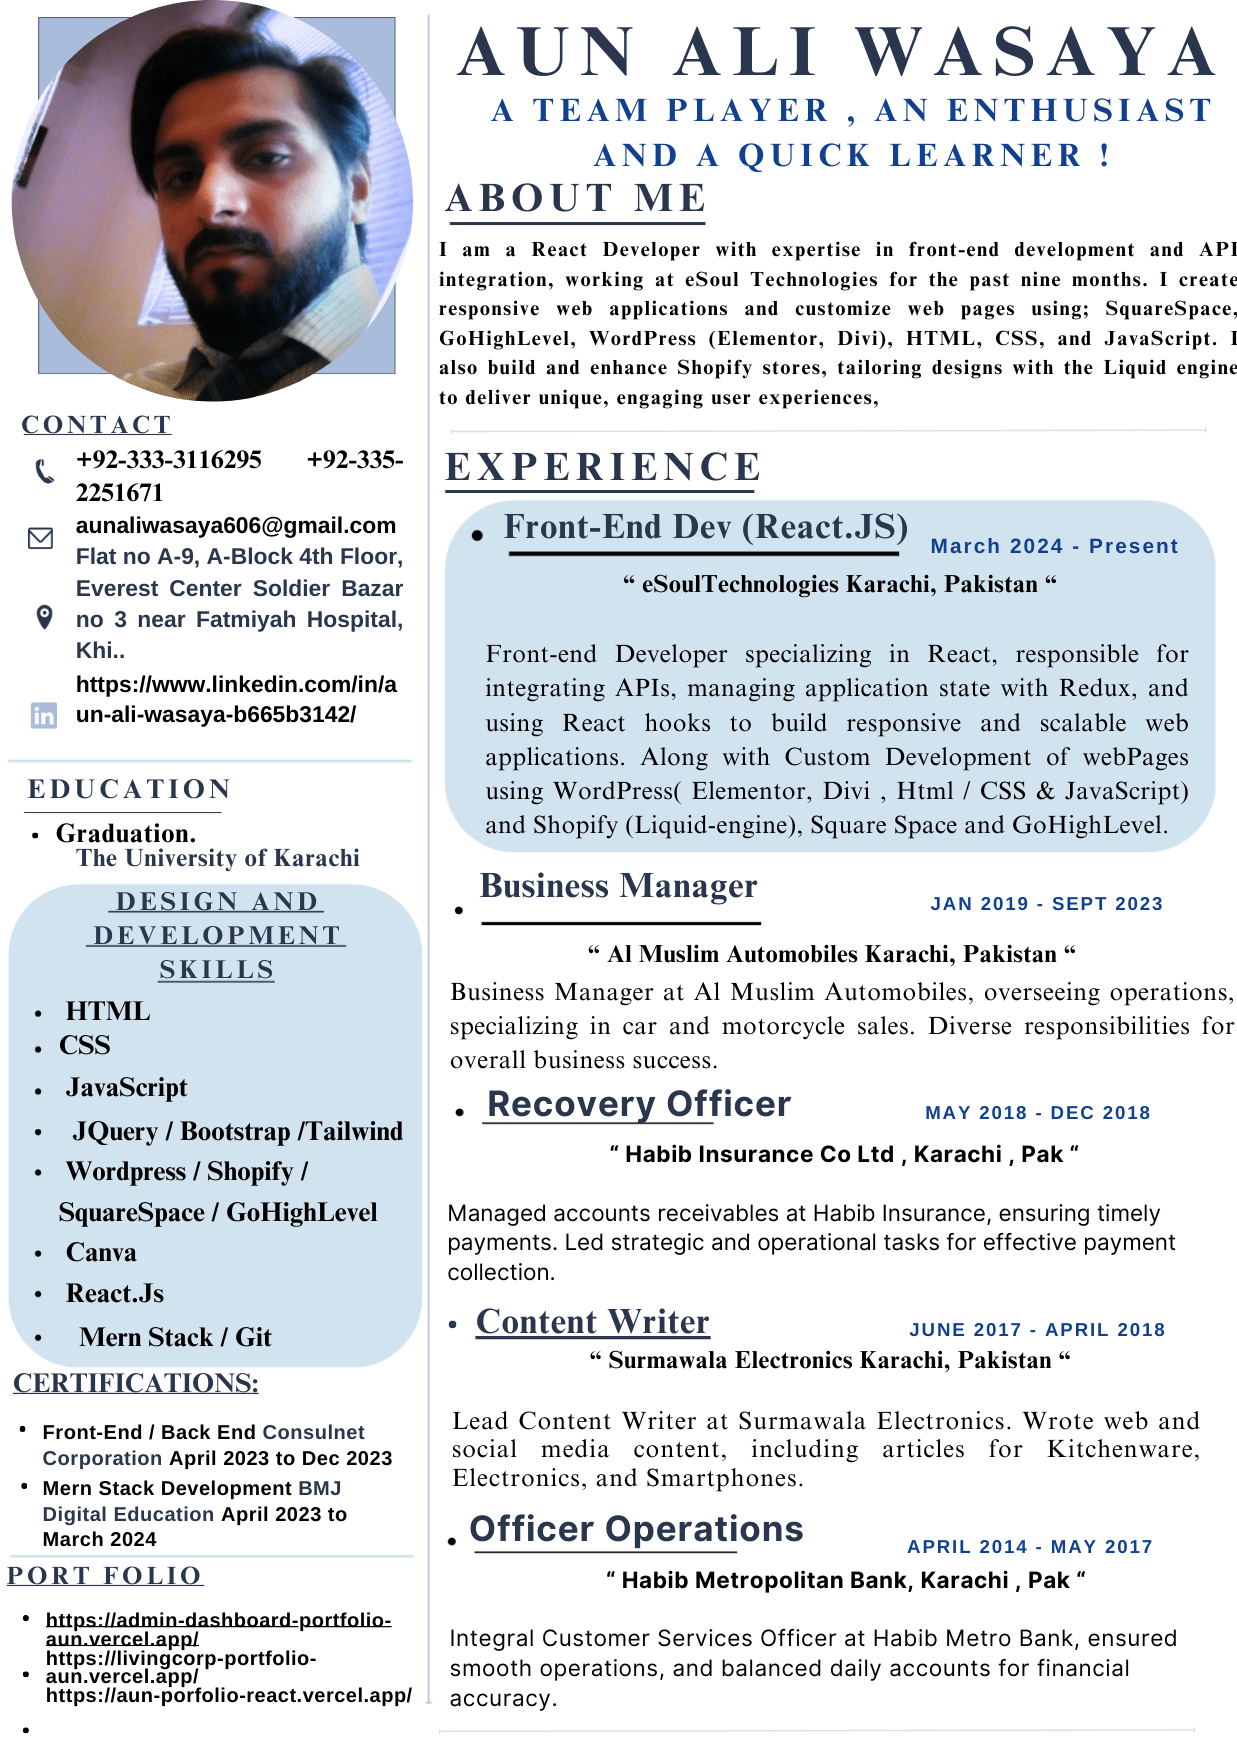 AUN ALI WASAYA
A TEAM PLAYER , AN ENTHUSIAST
AND A QUICK LEARNER !
ABOUT ME
I am a React Developer with expertise in front-end development and API
integration, working at eSoul Technologies for the past nine months. I create
responsive web applications and customize web pages using; SquareSpace,
GoHighLevel, WordPress (Elementor, Divi), HTML, CSS, and JavaScript. I
also build and enhance Shopify stores, tailoring designs with the Liquid engine
to deliver unique, engaging user experiences,
CONTACT
+92-333-3116295 +92-335-
2251671
aunaliwasaya606@gmail.com
Flat no A-9, A-Block 4th Floor,
Everest Center Soldier Bazar
no 3 near Fatmiyah Hospital,
Khi..
https://www.linkedin.com/in/a
un-ali-wasaya-b665b3142/
EDUCATION
• Graduation.
The University of Karachi
DESIGN AND
DEVELOPMENT
SKILLS
• HTML
• CSS
• JavaScript
• JQuery / Bootstrap /Tailwind
• Wordpress / Shopify /
SquareSpace / GoHighLevel
• Canva
• React.Js
• Mern Stack / Git
CERTIFICATIONS:
• Front-End / Back End Consulnet
Corporation April 2023 to Dec 2023
• Mern Stack Development BMJ
Digital Education April 2023 to
March 2024
PORT FOLIO
• https://admin-dashboard-portfolio-
aun.vercel.app/
https://livingcorp-portfolio-
• aun.vercel.app/
https://aun-porfolio-react.vercel.app/
•
EXPERIENCE
• Front-End Dev (React.JS)
March 2024 - Present
“ eSoulTechnologies Karachi, Pakistan “
Front-end Developer specializing in React, responsible for
integrating APIs, managing application state with Redux, and
using React hooks to build responsive and scalable web
applications. Along with Custom Development of webPages
using WordPress( Elementor, Divi , Html / CSS & JavaScript)
and Shopify (Liquid-engine), Square Space and GoHighLevel.
• Business Manager
JAN 2019 - SEPT 2023
“ Al Muslim Automobiles Karachi, Pakistan “
Business Manager at Al Muslim Automobiles, overseeing operations,
specializing in car and motorcycle sales. Diverse responsibilities for
overall business success.
• Recovery Officer
MAY 2018 - DEC 2018
“ Habib Insurance Co Ltd , Karachi , Pak “
Managed accounts receivables at Habib Insurance, ensuring timely
payments. Led strategic and operational tasks for effective payment
collection.
• Content Writer
JUNE 2017 - APRIL 2018
“ Surmawala Electronics Karachi, Pakistan “
Lead Content Writer at Surmawala Electronics. Wrote web and
social media content, including articles for Kitchenware,
Electronics, and Smartphones.
• Officer Operations
APRIL 2014 - MAY 2017
“ Habib Metropolitan Bank, Karachi , Pak “
Integral Customer Services Officer at Habib Metro Bank, ensured
smooth operations, and balanced daily accounts for financial
accuracy.